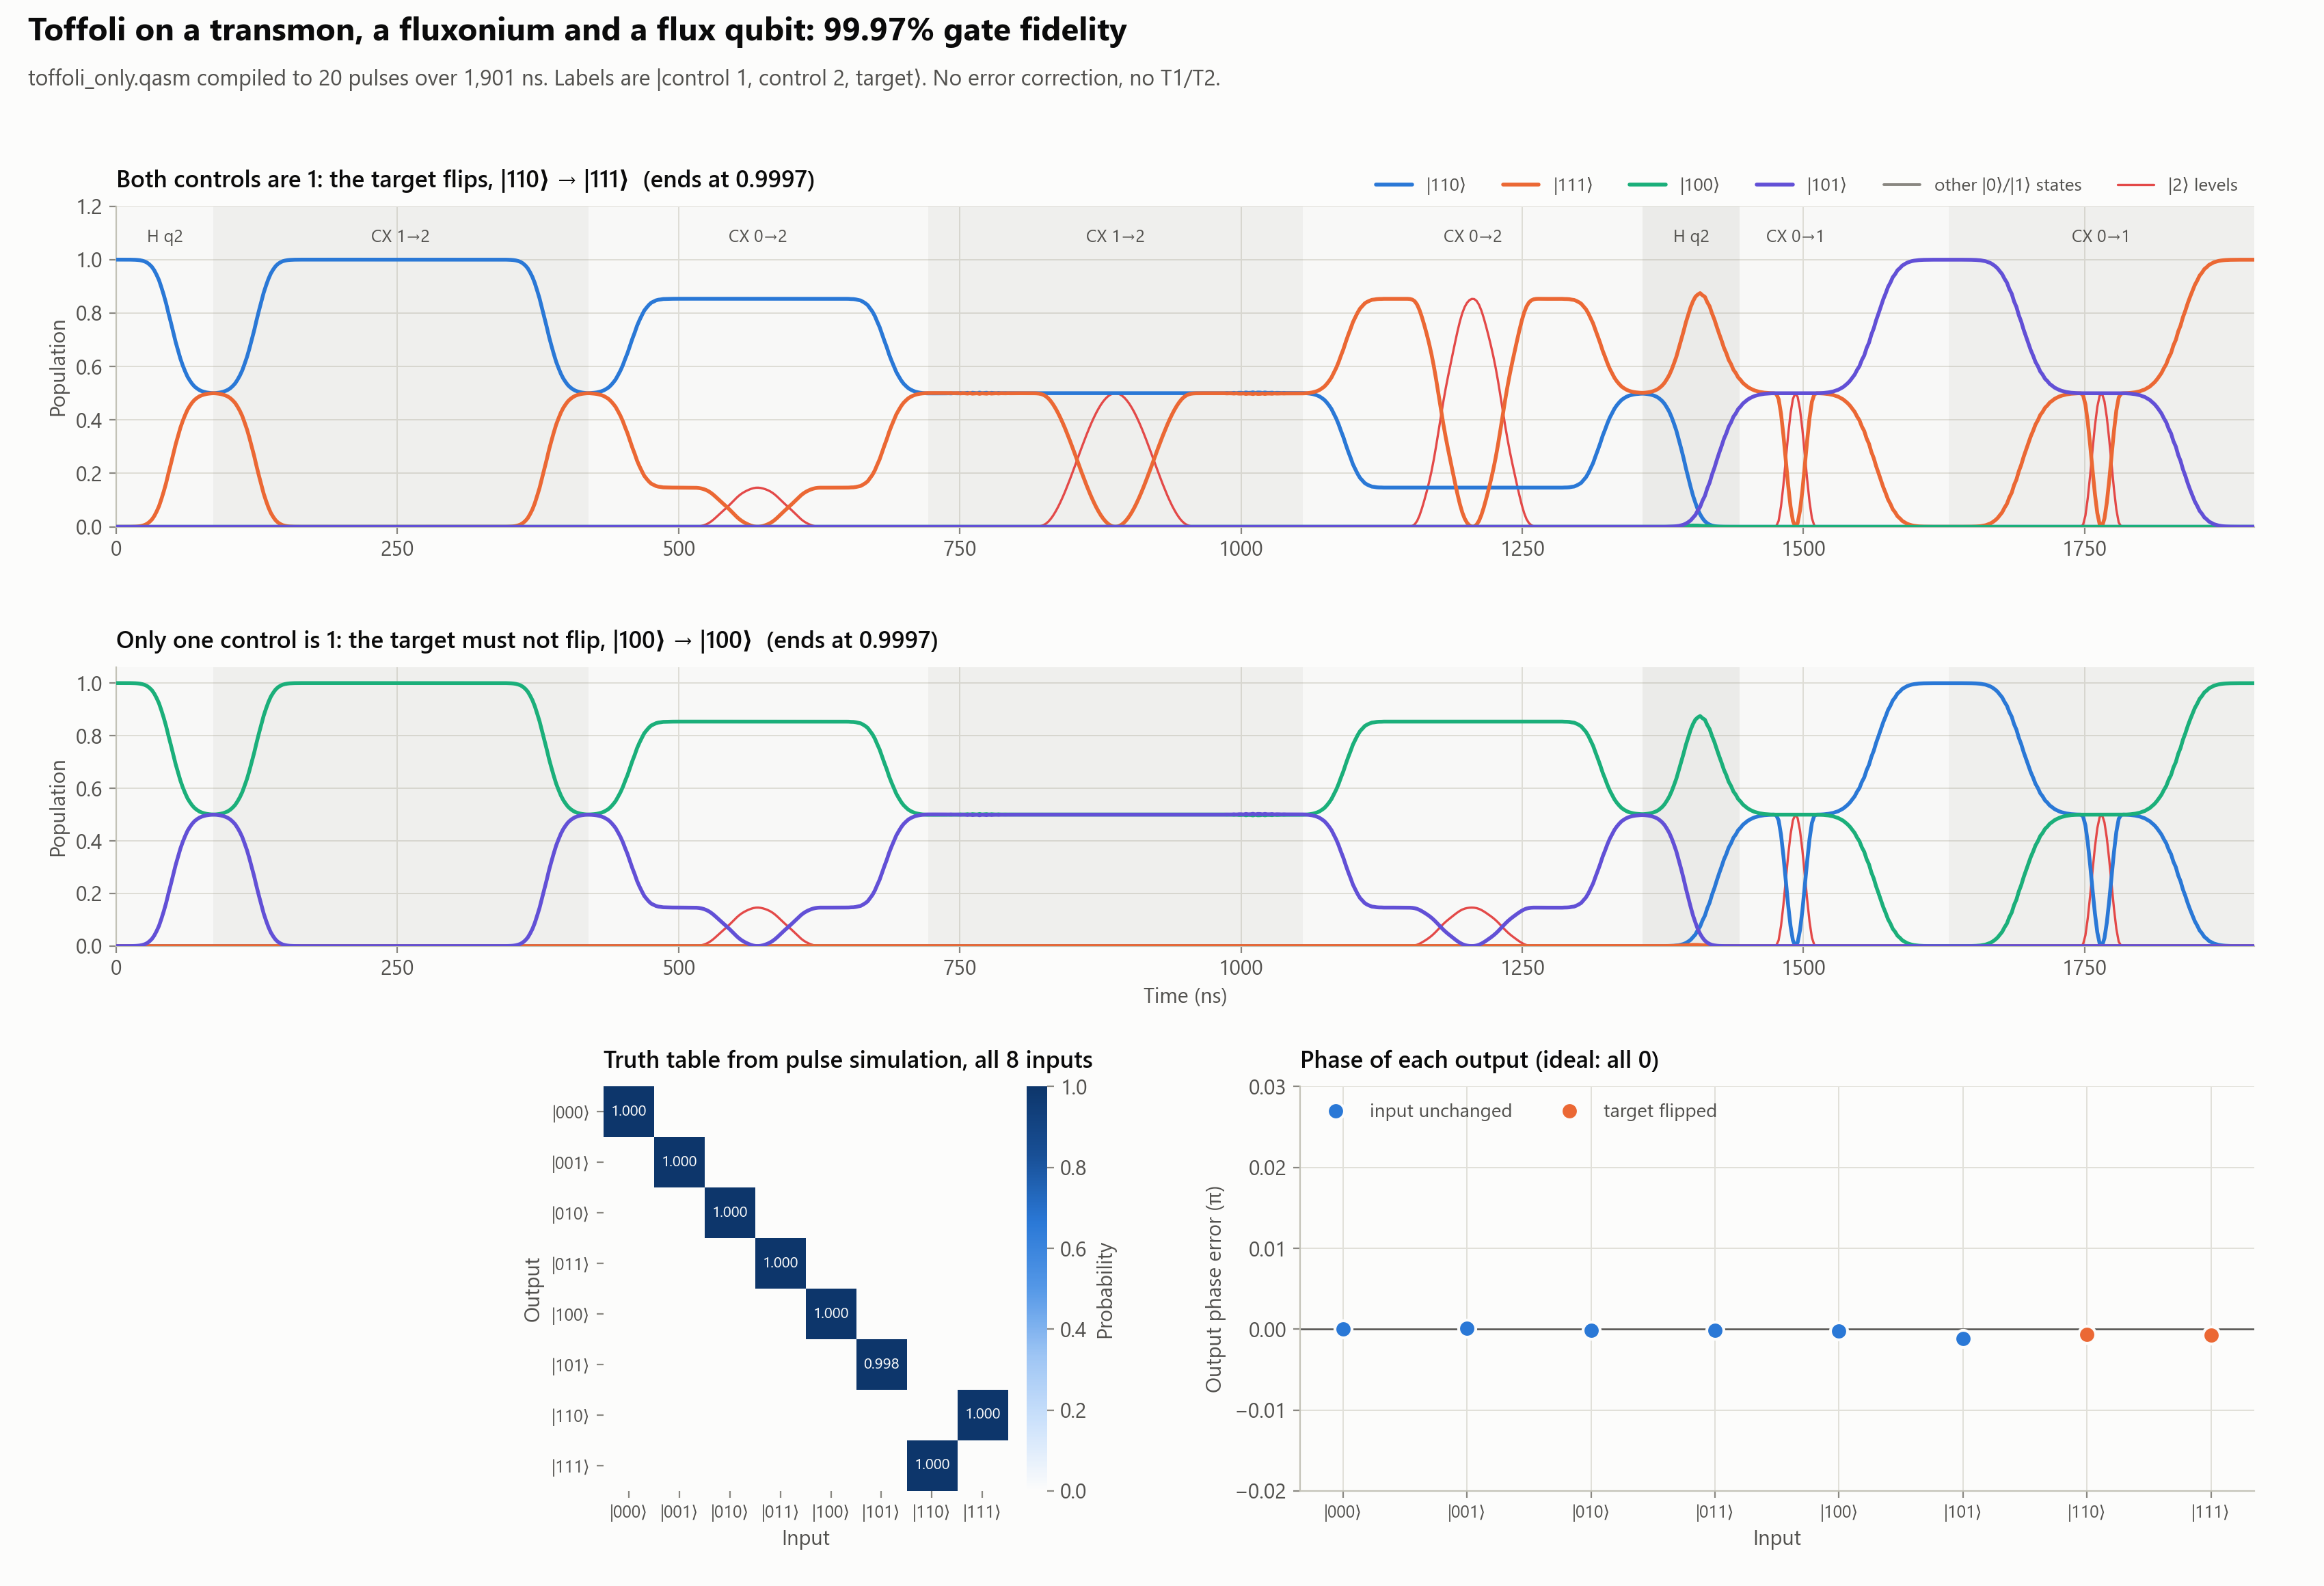 Toffoli on a transmon, a fluxonium and a flux qubit: 99.97% gate fidelity
toffoli_only.qasm compiled to 20 pulses over 1,901 ns. Labels are |control 1, control 2, target⟩. No error correction, no T1/T2.
Both controls are 1: the target flips, |110⟩ → |111⟩ (ends at 0.9997)
|110⟩ |111⟩ |100⟩ |101⟩ other |0⟩/|1⟩ states |2⟩ levels
H q2 CX 1→2 CX 0→2 CX 1→2 CX 0→2 H q2 CX 0→1 CX 0→1
Population
1.2
1.0
0.8
0.6
0.4
0.2
0.0
0 250 500 750 1000 1250 1500 1750
Only one control is 1: the target must not flip, |100⟩ → |100⟩ (ends at 0.9997)
Population
1.0
0.8
0.6
0.4
0.2
0.0
0 250 500 750 1000 1250 1500 1750
Time (ns)
Truth table from pulse simulation, all 8 inputs
Output
|000⟩ 1.000
|001⟩ 1.000
|010⟩ 1.000
|011⟩ 1.000
|100⟩ 1.000
|101⟩ 0.998
|110⟩ 1.000
|111⟩ 1.000
|000⟩ |001⟩ |010⟩ |011⟩ |100⟩ |101⟩ |110⟩ |111⟩
Input
1.0
0.8
0.6
0.4
0.2
0.0
Probability
Phase of each output (ideal: all 0)
input unchanged target flipped
Output phase error (π)
0.03
0.02
0.01
0.00
−0.01
−0.02
|000⟩ |001⟩ |010⟩ |011⟩ |100⟩ |101⟩ |110⟩ |111⟩
Input